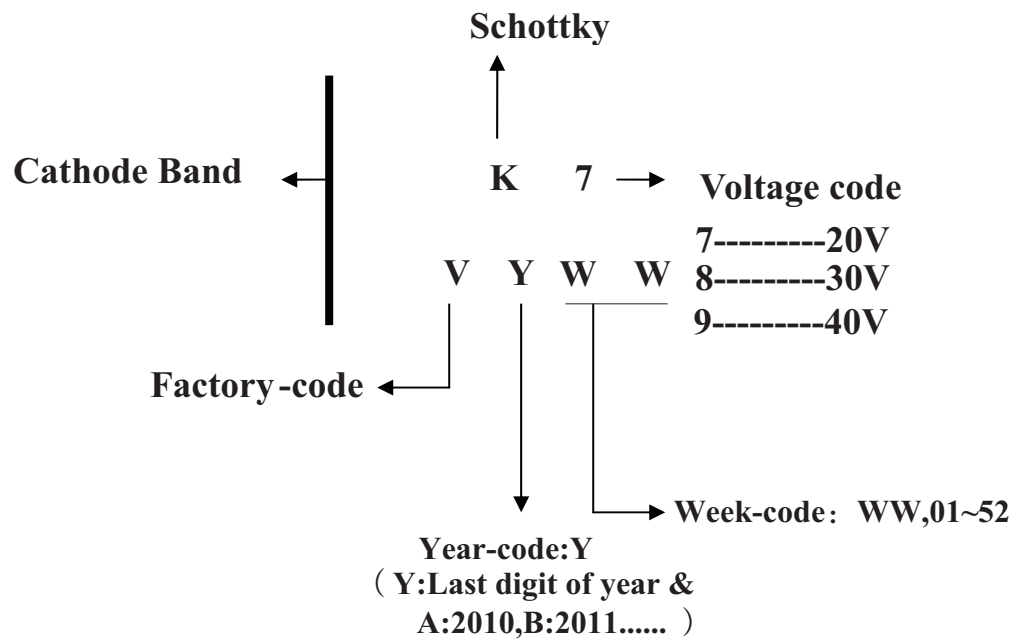 Schottky
Cathode Band
K 7
Voltage code
7---------20V
V Y W W
8---------30V
9---------40V
Factory-code
Week-code：WW,01~52
Year-code:Y
（Y:Last digit of year &
A:2010,B:2011......）